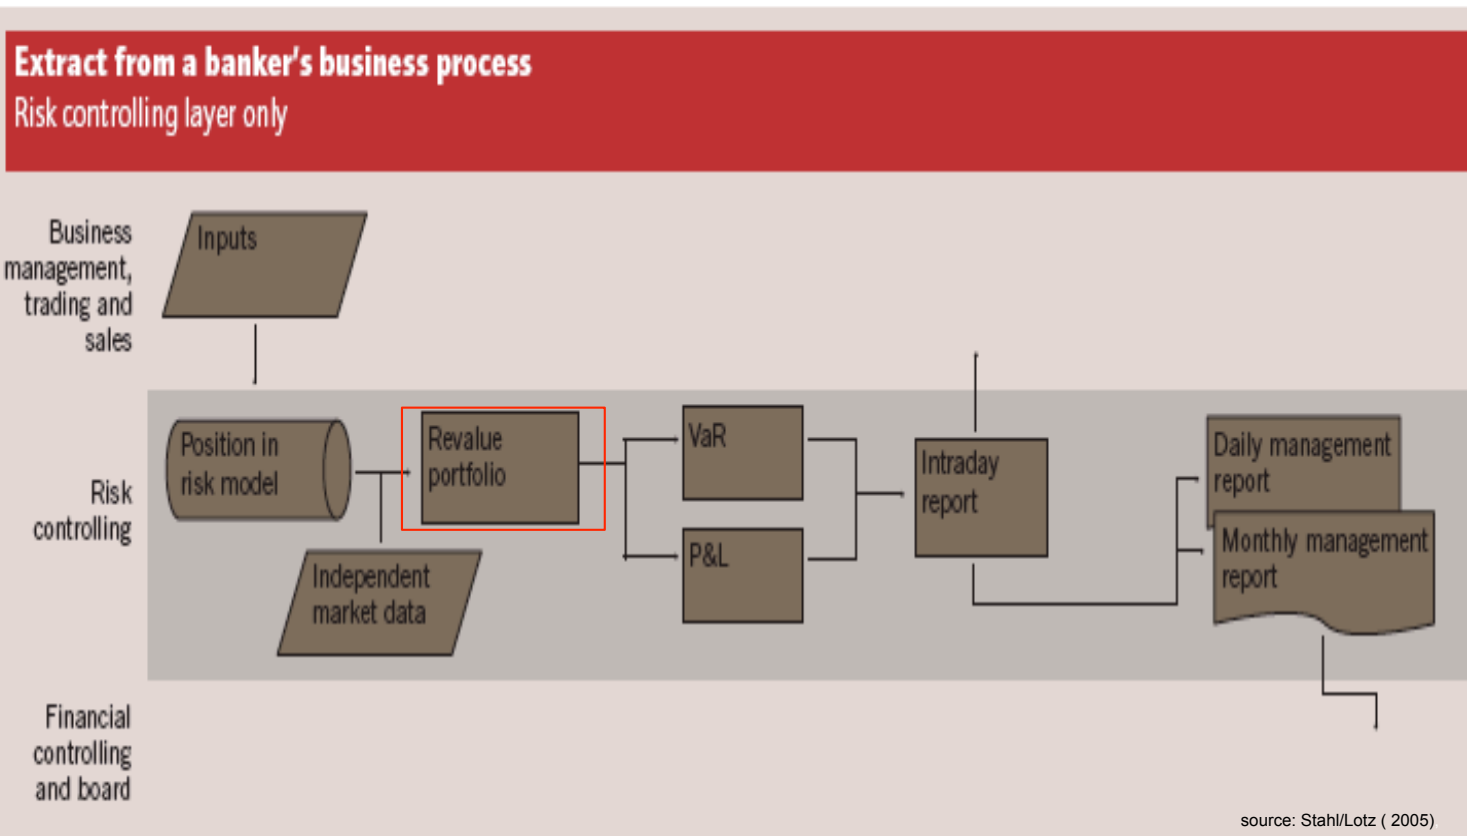 Extract from a banker's business process
Risk controlling layer only
Business
management,
trading and
sales
Inputs
Risk
controlling
Position in
risk model
Independent
market data
Revalue
portfolio
VaR
P&L
Intraday
report
Daily management
report
Monthly management
report
Financial
controlling
and board
source: Stahl/Lotz ( 2005)